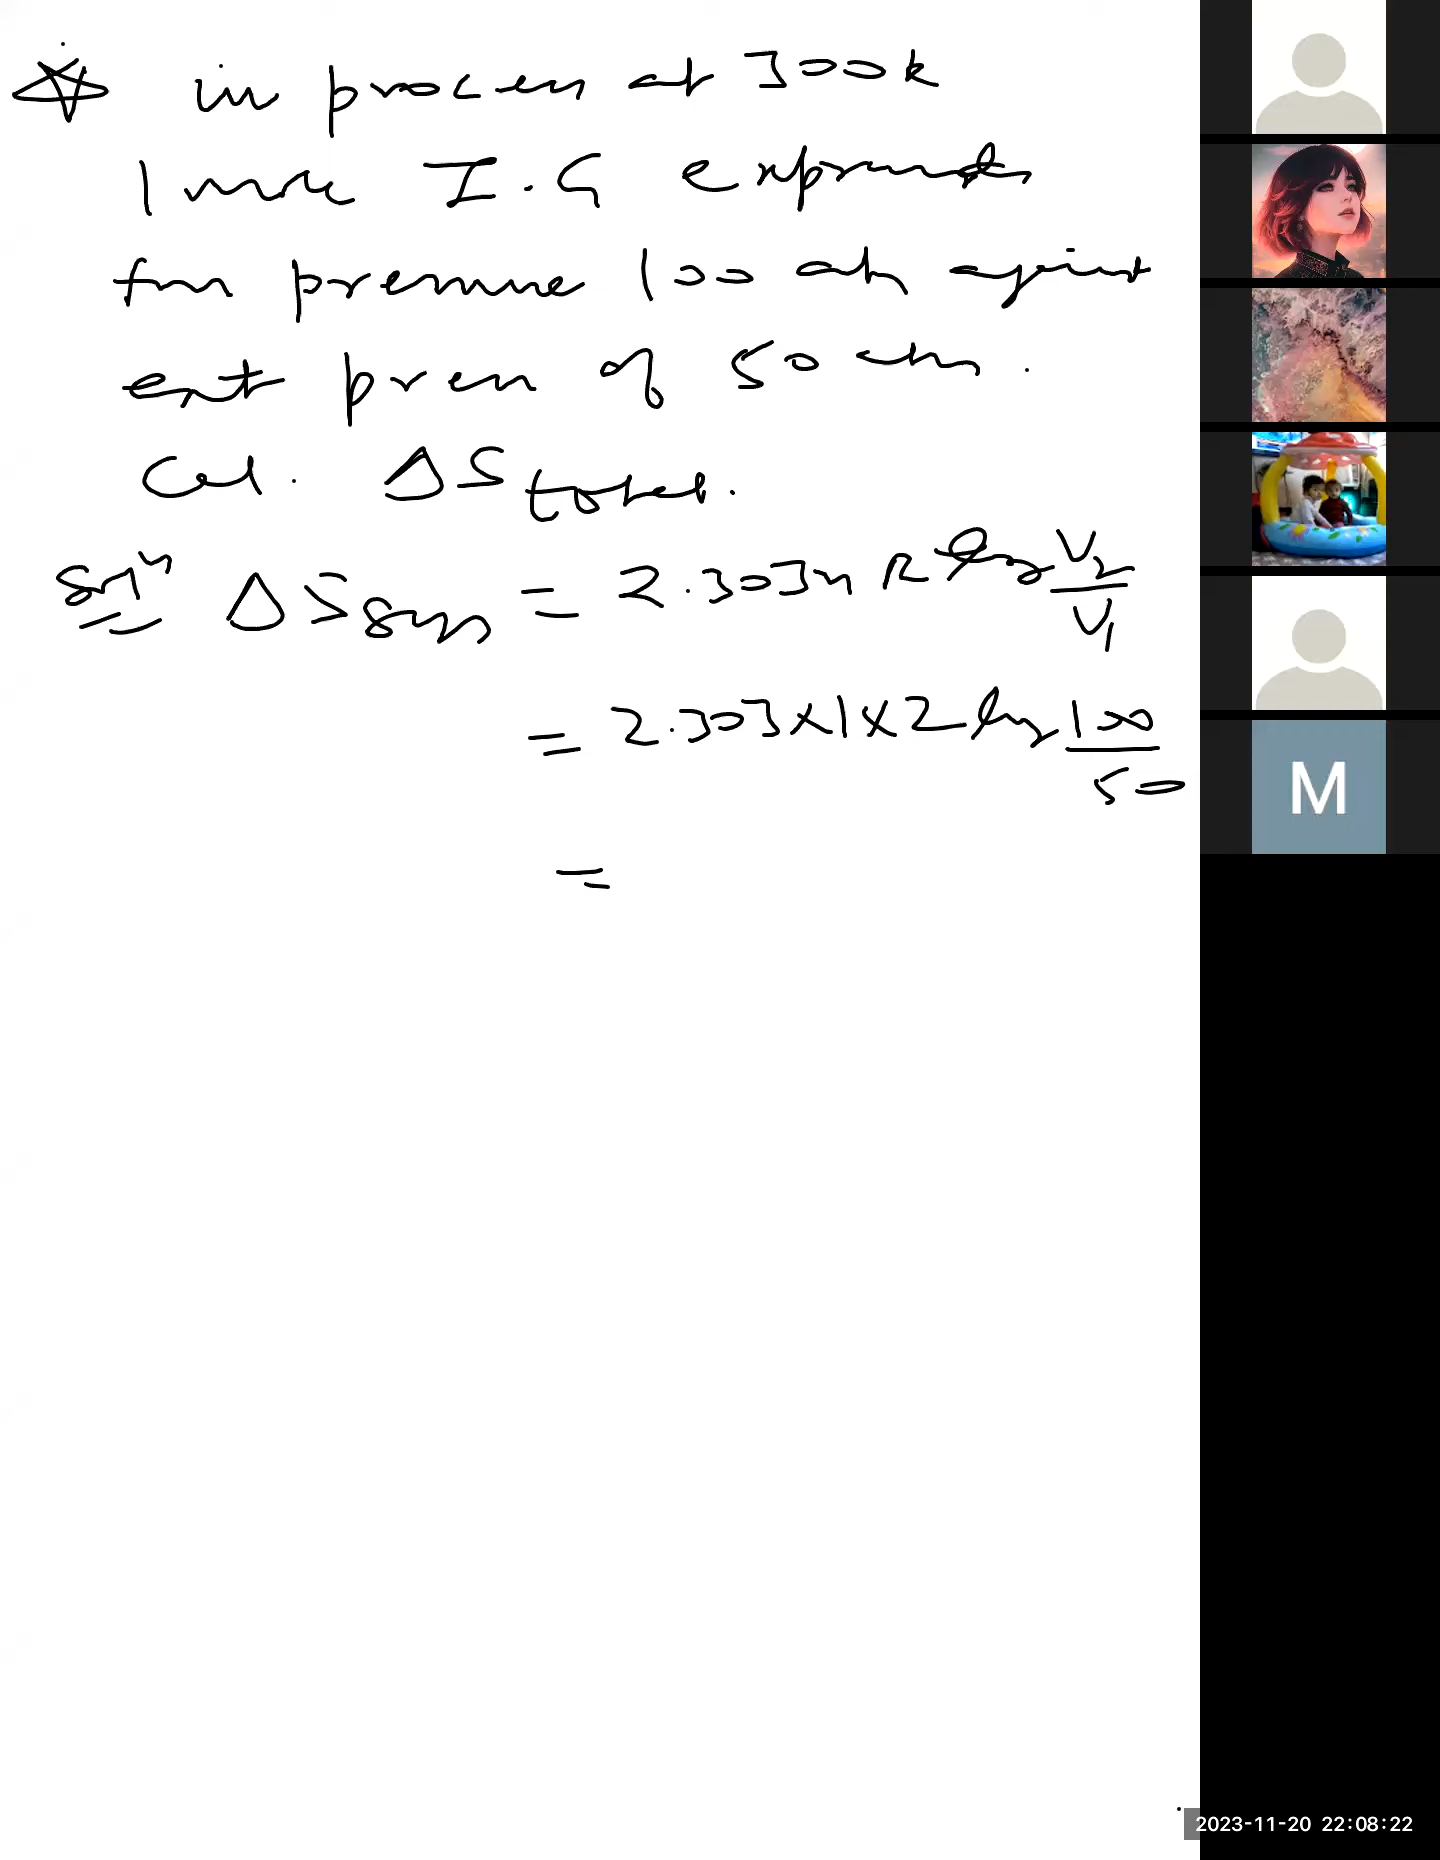 in process at 300k
1 mole I.G expands
from pressure 100 atm against
ext press of 50 atm.
Cal. ΔS total.
Solⁿ ΔSsys = 2.303 n R log V₂/V₁
= 2.303 x 1 x 2 log 100/50
=
M
2023-11-20 22:08:22